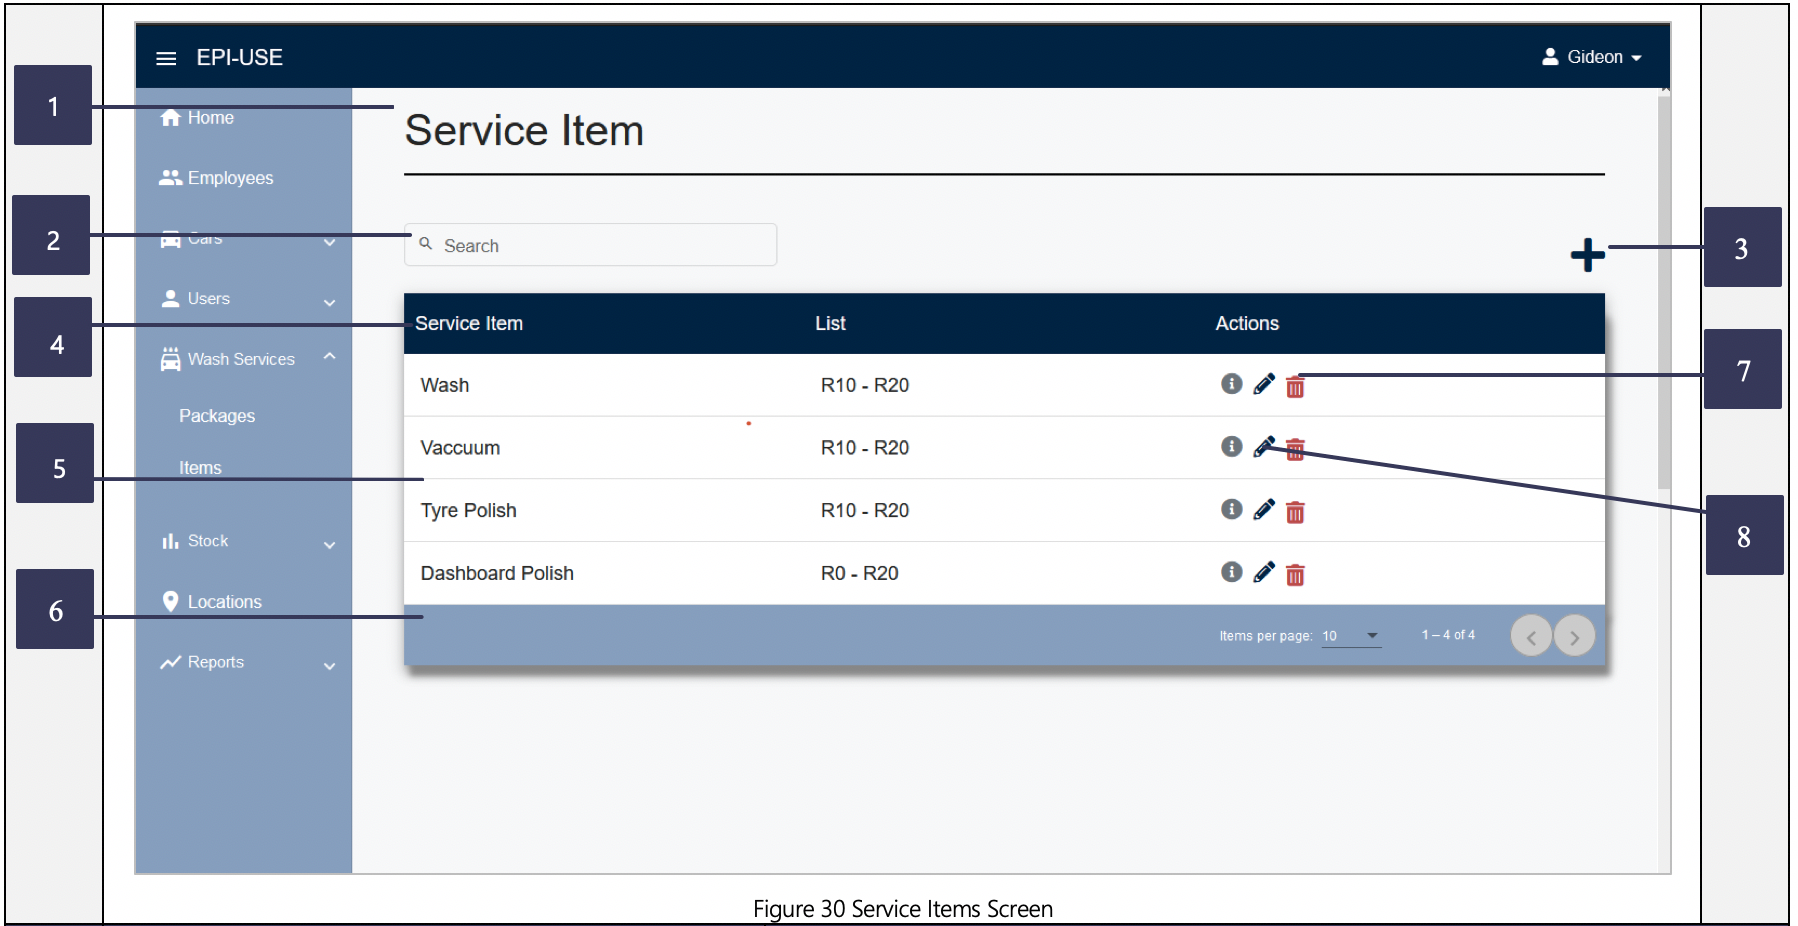 EPI-USE
Gideon
1
Home
Service Item
Employees
2
Cars
Search
3
Users
4
Service Item List Actions
Wash Services
7
Wash R10 - R20
Packages
Vaccuum R10 - R20
5
Items
Tyre Polish R10 - R20
8
Stock
Dashboard Polish R0 - R20
6
Locations
Items per page: 10 1 – 4 of 4
Reports
Figure 30 Service Items Screen